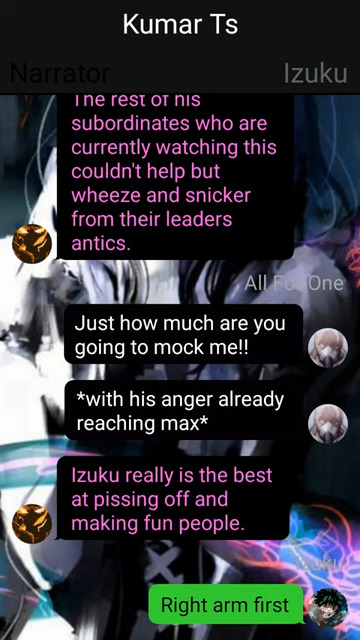 Kumar Ts
Narrator
Izuku
The rest of his
subordinates who are
currently watching this
couldn't help but
wheeze and snicker
from their leaders
antics.
All For One
Just how much are you
going to mock me!!
*with his anger already
reaching max*
Izuku really is the best
at pissing off and
making fun people.
Izuku
Right arm first